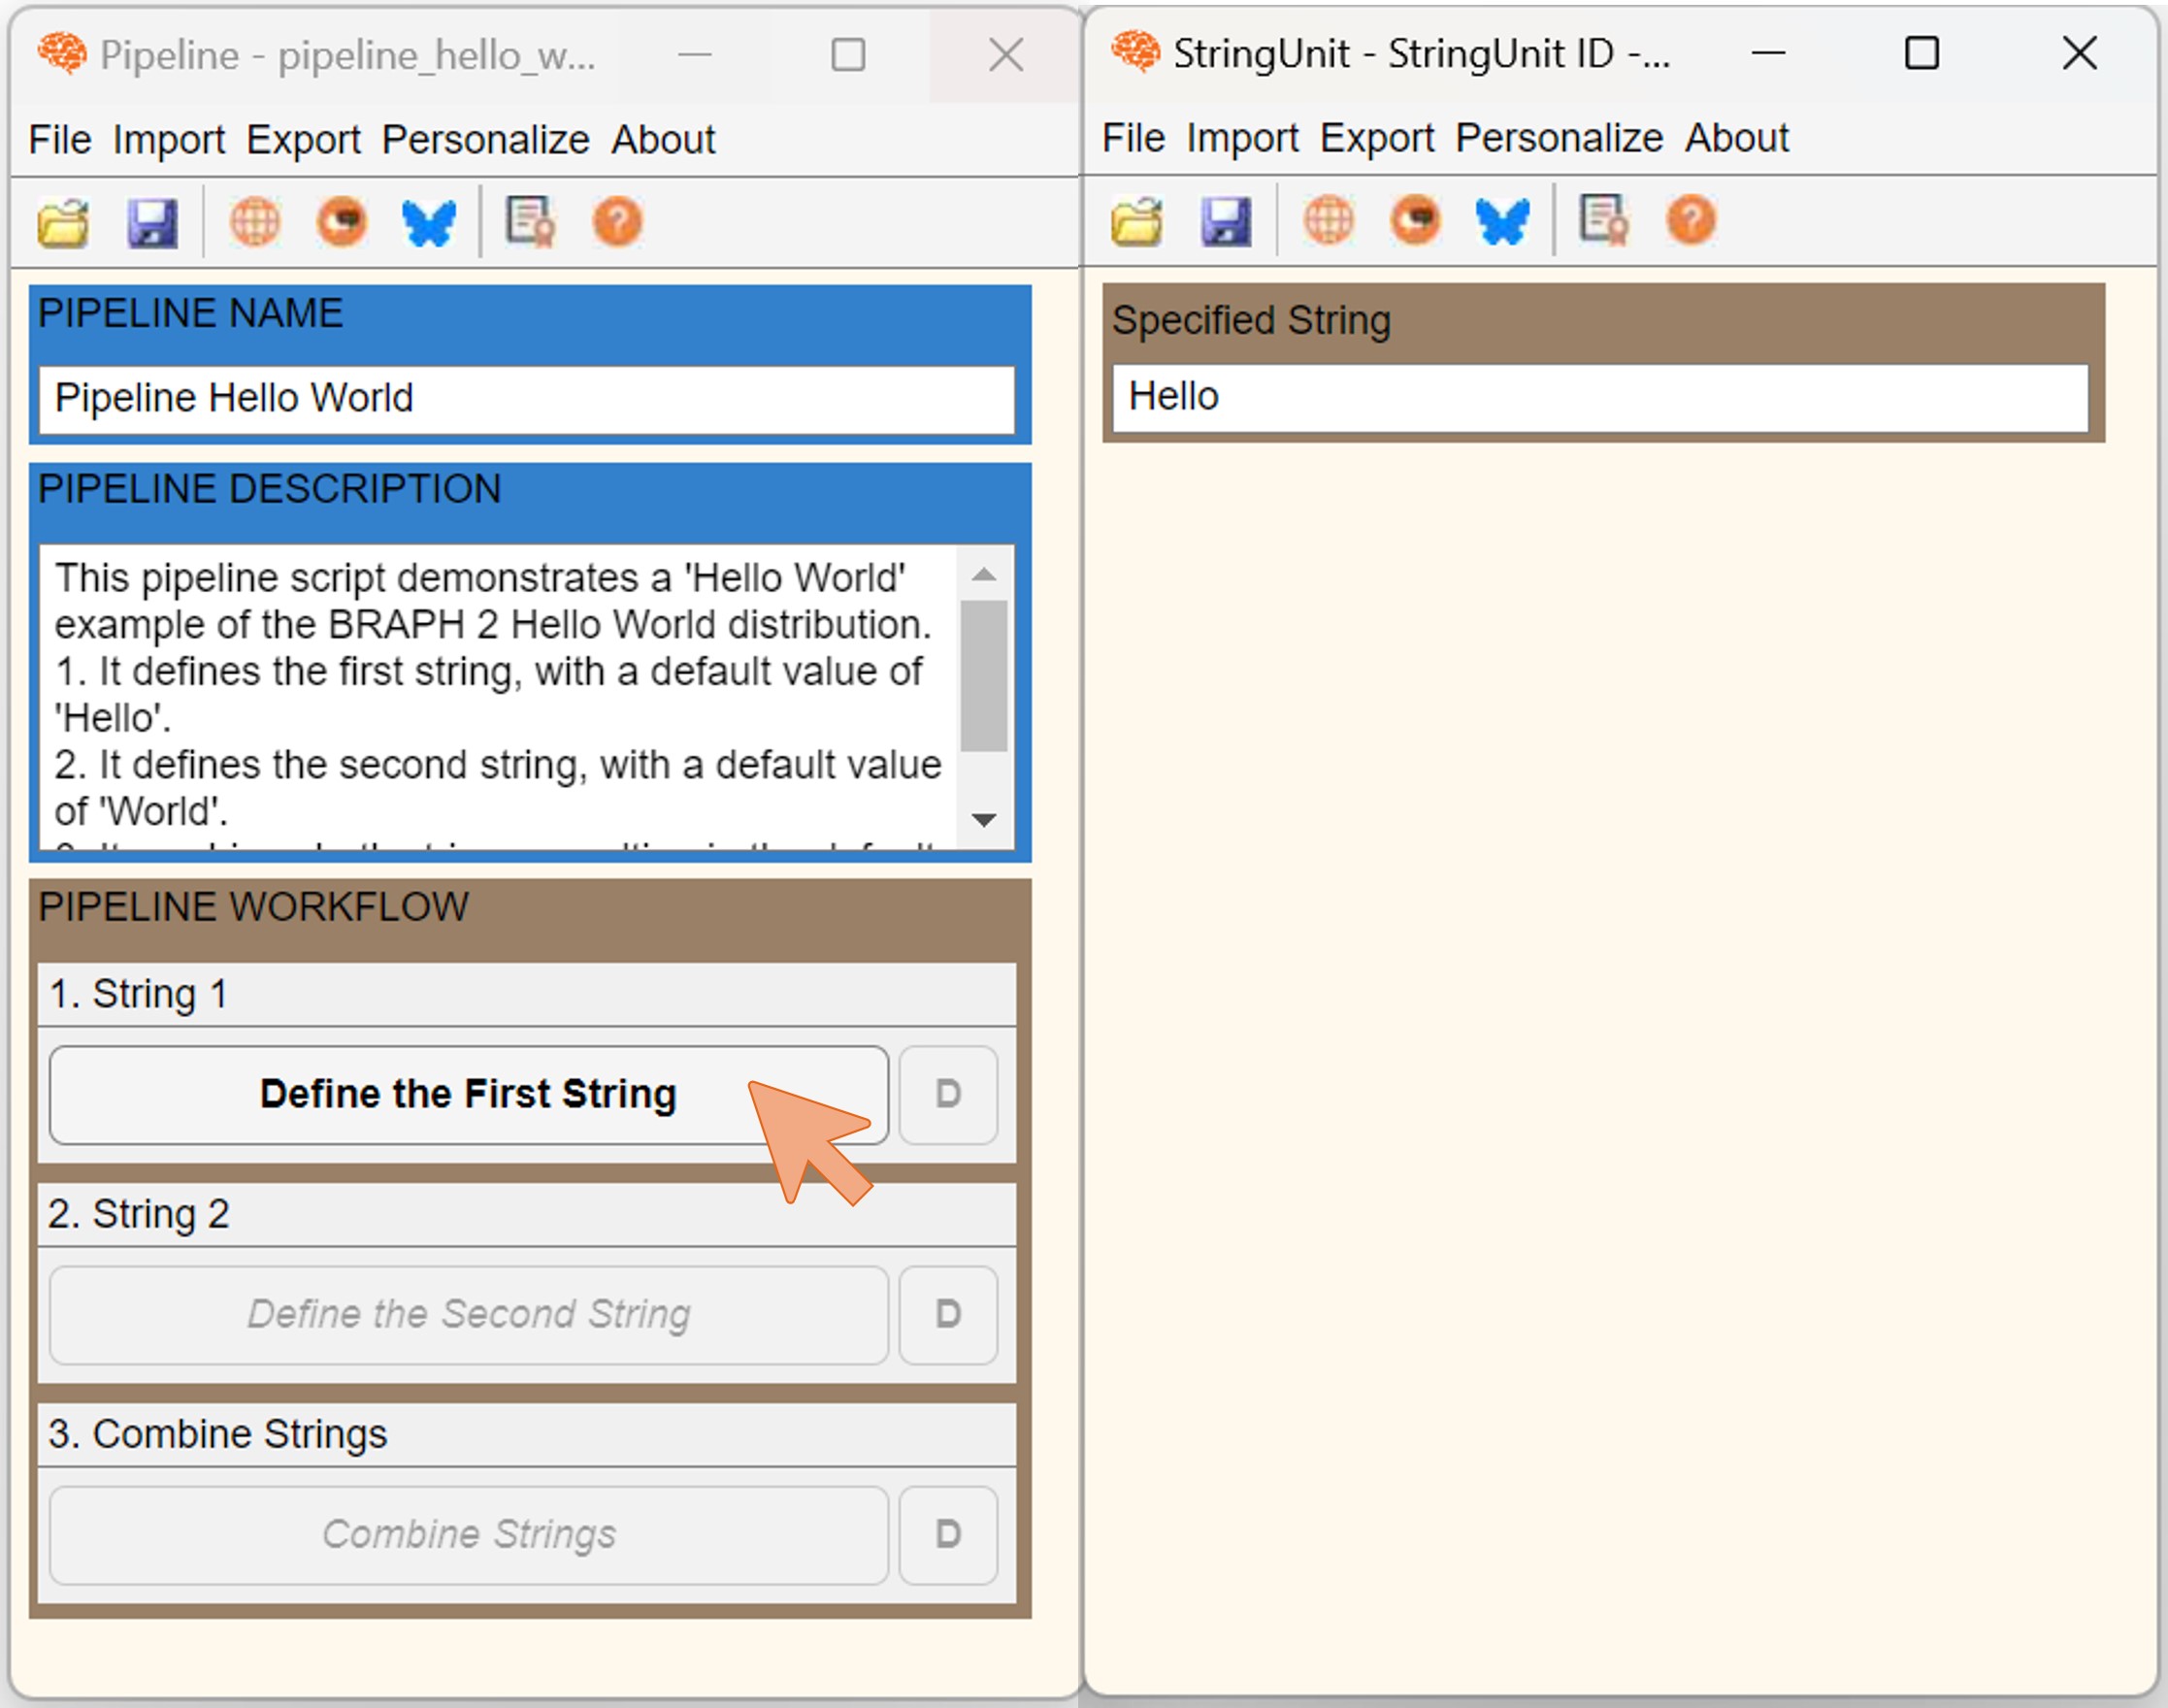 Pipeline - pipeline_hello_w...
File Import Export Personalize About
PIPELINE NAME
Pipeline Hello World
PIPELINE DESCRIPTION
This pipeline script demonstrates a 'Hello World'
example of the BRAPH 2 Hello World distribution.
1. It defines the first string, with a default value of
'Hello'.
2. It defines the second string, with a default value
of 'World'.
PIPELINE WORKFLOW
1. String 1
Define the First String D
2. String 2
Define the Second String D
3. Combine Strings
Combine Strings D
StringUnit - StringUnit ID -...
File Import Export Personalize About
Specified String
Hello